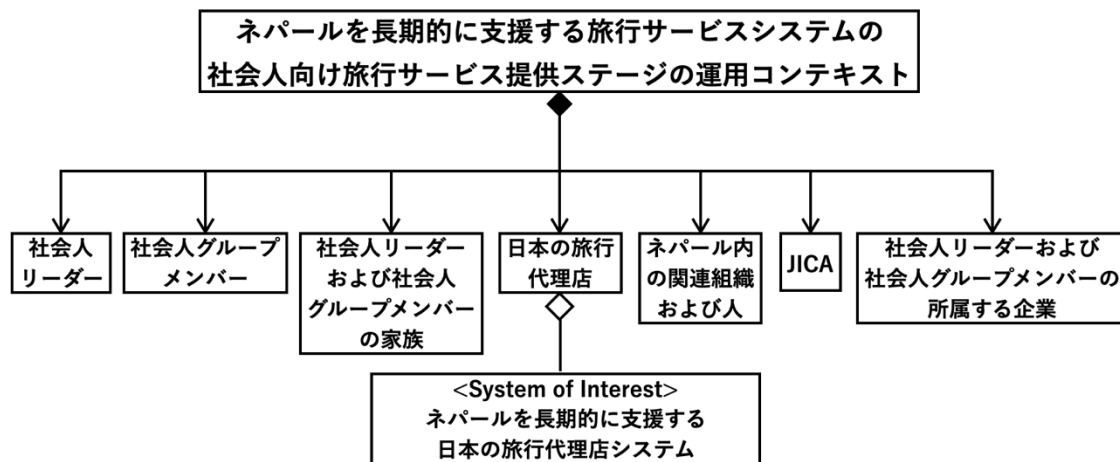 ネパールを長期的に支援する旅行サービスシステムの
社会人向け旅行サービス提供ステージの運用コンテキスト
社会人
リーダー
社会人グループ
メンバー
社会人リーダー
および社会人
グループメンバー
の家族
日本の旅行
代理店
ネパール内
の関連組織
および人
JICA
社会人リーダーおよび
社会人グループメンバーの
所属する企業
<System of Interest>
ネパールを長期的に支援する
日本の旅行代理店システム